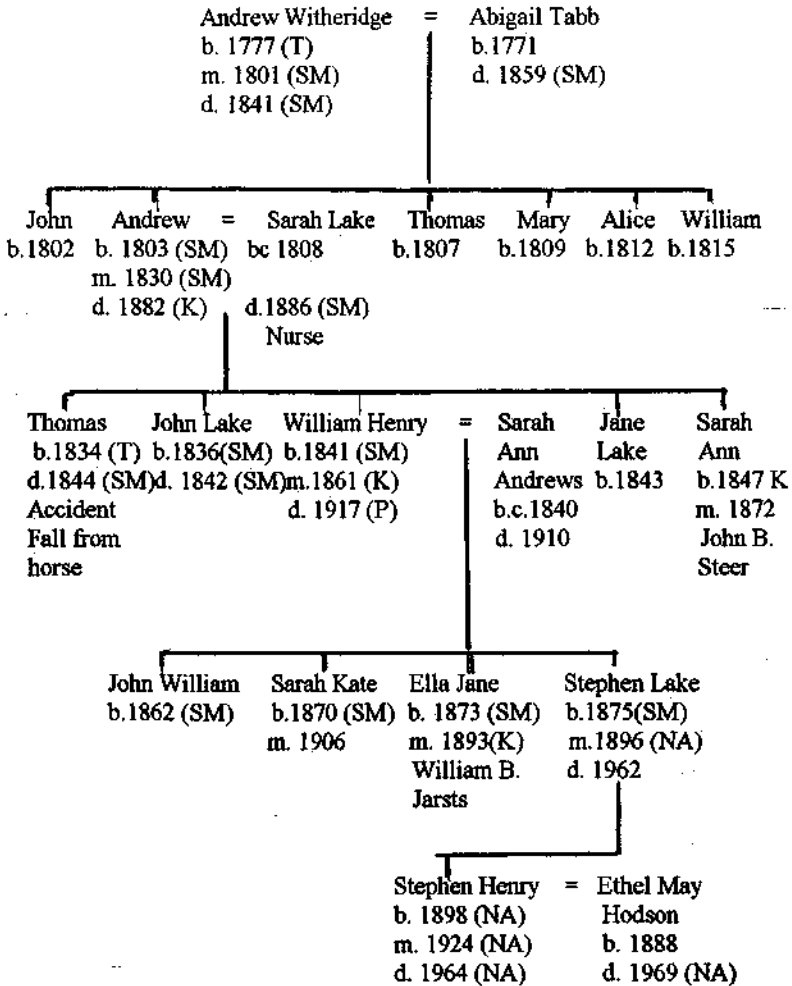 Andrew Witheridge = Abigail Tabb
b. 1777 (T) b.1771
m. 1801 (SM) d. 1859 (SM)
d. 1841 (SM)
John Andrew = Sarah Lake Thomas Mary Alice William
b.1802 b. 1803 (SM) bc 1808 b.1807 b.1809 b.1812 b.1815
m. 1830 (SM)
d. 1882 (K) d.1886 (SM)
Nurse
Thomas John Lake William Henry = Sarah Jane Sarah
b.1834 (T) b.1836(SM) b.1841 (SM) Ann Lake Ann
d.1844 (SM)d. 1842 (SM)m.1861 (K) Andrews b.1843 b.1847 K
Accident d. 1917 (P) b.c.1840 m. 1872
Fall from d. 1910 John B.
horse Steer
John William Sarah Kate Ella Jane Stephen Lake
b.1862 (SM) b.1870 (SM) b. 1873 (SM) b.1875(SM)
m. 1906 m. 1893(K) m.1896 (NA)
William B. d. 1962
Jarsts
Stephen Henry = Ethel May
b. 1898 (NA) Hodson
m. 1924 (NA) b. 1888
d. 1964 (NA) d. 1969 (NA)